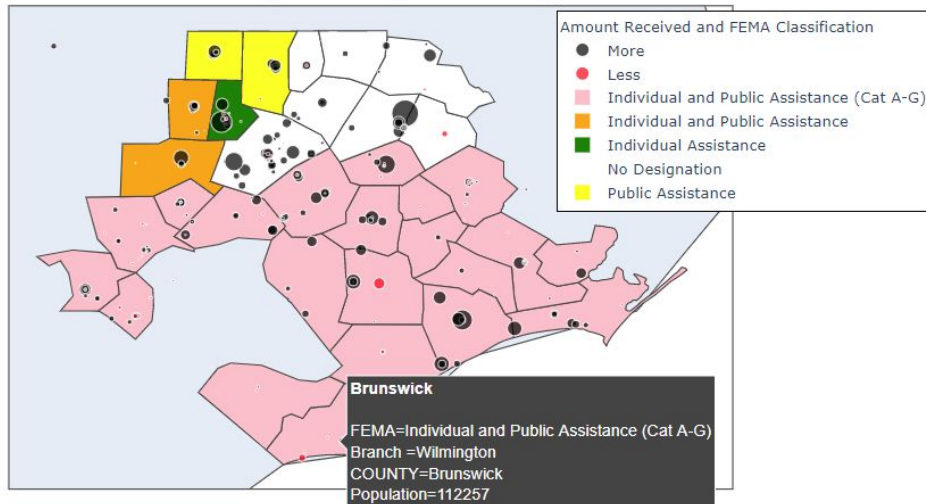 Amount Received and FEMA Classification
More
Less
Individual and Public Assistance (Cat A-G)
Individual and Public Assistance
Individual Assistance
No Designation
Public Assistance
Brunswick
FEMA=Individual and Public Assistance (Cat A-G)
Branch =Wilmington
COUNTY=Brunswick
Population=112257